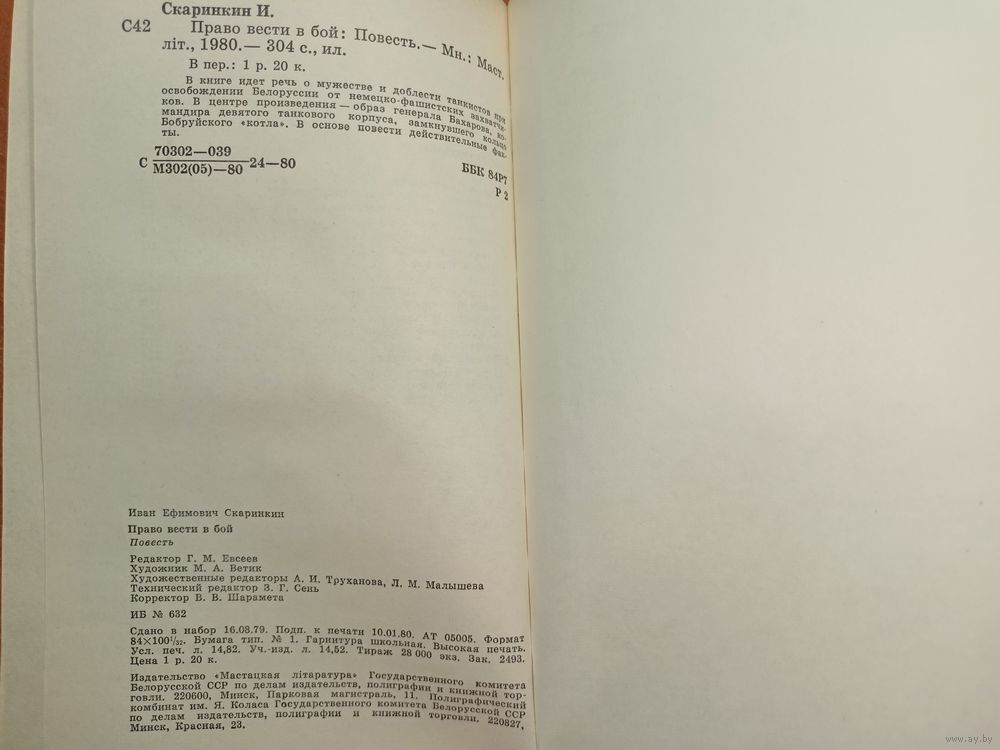 Скаринкин И.
С42 Право вести в бой: Повесть.— Мн.: Маст.
літ., 1980.— 304 с., ил.
В пер.: 1 р. 20 к.
В книге идет речь о мужестве и доблести танкистов при
освобождении Белоруссии от немецко-фашистских захватчи-
ков. В центре произведения — образ генерала Бахарова, ко-
мандира девятого танкового корпуса, замкнувшего кольцо
Бобруйского «котла». В основе повести действительные фак-
ты.
70302—039
С 24—80
М302(05)—80
ББК 84Р7
Р 2
Иван Ефимович Скаринкин
Право вести в бой
Повесть
Редактор Г. М. Евсеев
Художник М. А. Ветик
Художественные редакторы А. И. Труханова, Л. М. Малышева
Технический редактор З. Г. Сень
Корректор В. В. Шарамета
ИБ № 632
Сдано в набор 16.08.79. Подп. к печати 10.01.80. АТ 05005. Формат
84×100¹/₃₂. Бумага тип. № 1. Гарнитура школьная. Высокая печать.
Усл. печ. л. 14,82. Уч.-изд. л. 14,52. Тираж 28 000 экз. Зак. 2493.
Цена 1 р. 20 к.
Издательство «Мастацкая літаратура» Государственного комитета
Белорусской ССР по делам издательств, полиграфии и книжной тор-
говли. 220600, Минск, Парковая магистраль, 11. Полиграфический
комбинат им. Я. Коласа Государственного комитета Белорусской ССР
по делам издательств, полиграфии и книжной торговли. 220827,
Минск, Красная, 23.
www.ay.by